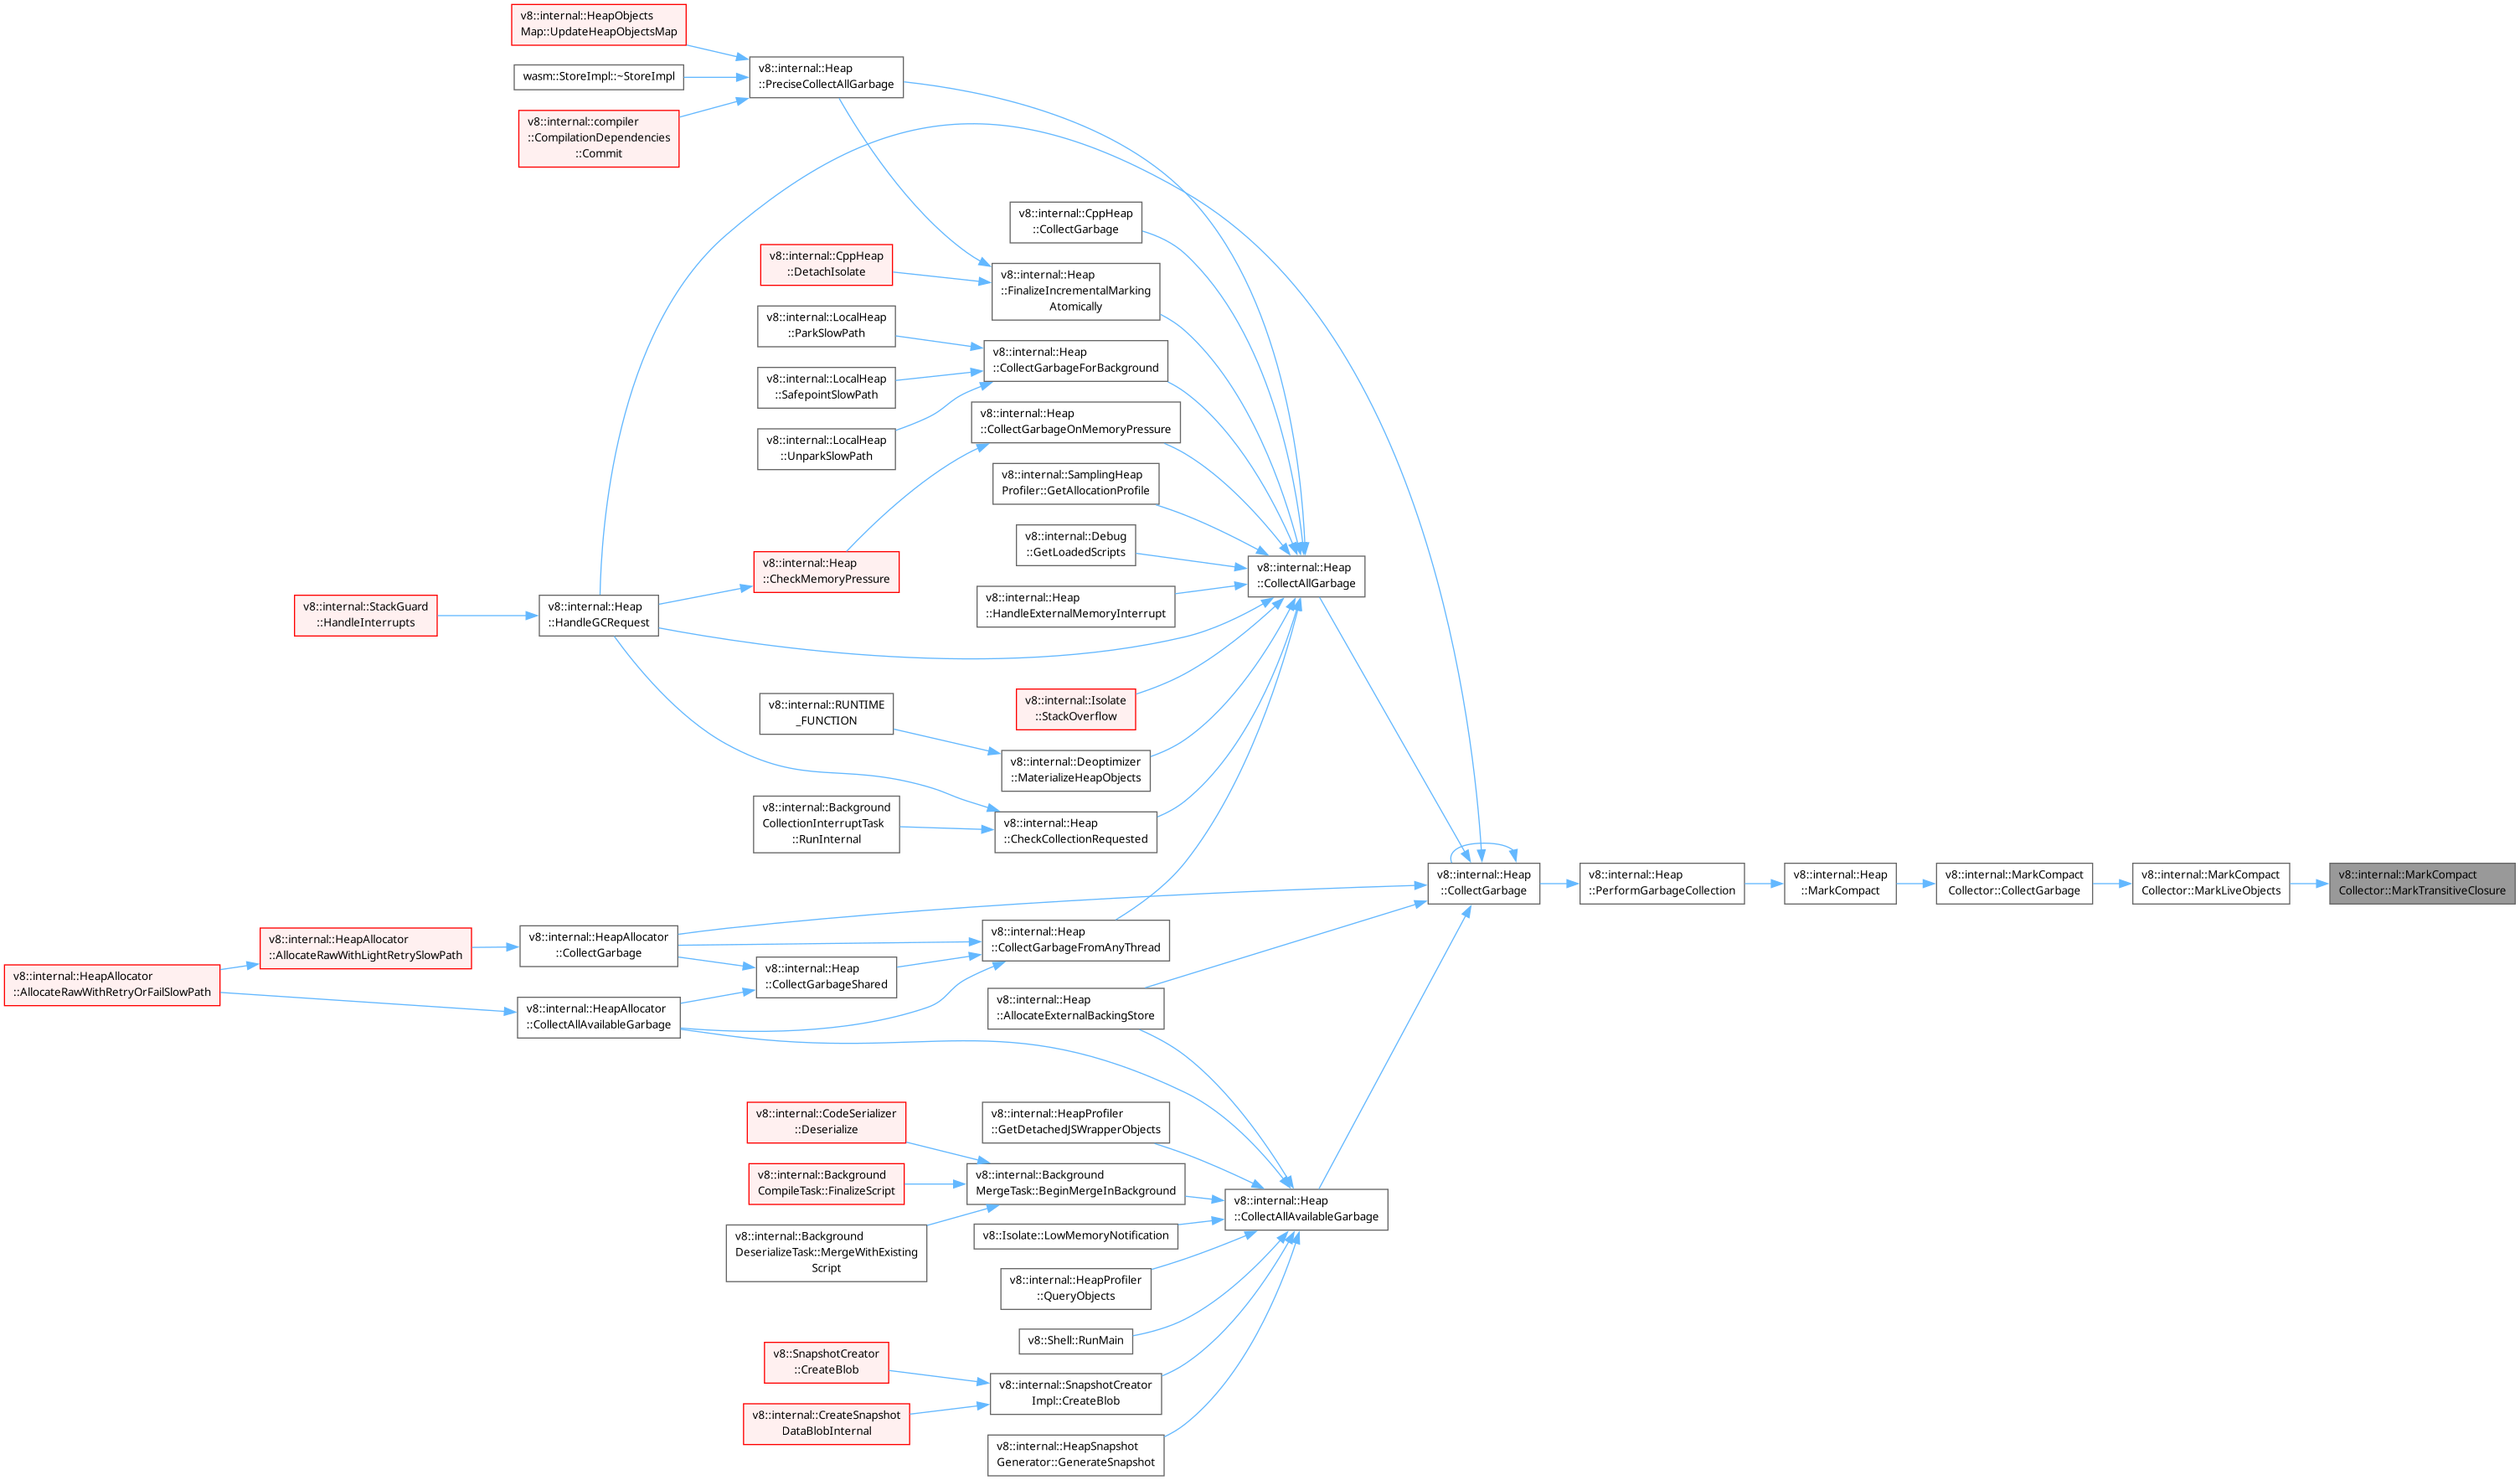 v8::internal::HeapObjects
Map::UpdateHeapObjectsMap
wasm::StoreImpl::~StoreImpl
v8::internal::compiler
::CompilationDependencies
::Commit
v8::internal::Heap
::PreciseCollectAllGarbage
v8::internal::CppHeap
::CollectGarbage
v8::internal::CppHeap
::DetachIsolate
v8::internal::Heap
::FinalizeIncrementalMarking
Atomically
v8::internal::LocalHeap
::ParkSlowPath
v8::internal::Heap
::CollectGarbageForBackground
v8::internal::LocalHeap
::SafepointSlowPath
v8::internal::LocalHeap
::UnparkSlowPath
v8::internal::Heap
::CollectGarbageOnMemoryPressure
v8::internal::SamplingHeap
Profiler::GetAllocationProfile
v8::internal::Debug
::GetLoadedScripts
v8::internal::Heap
::CheckMemoryPressure
v8::internal::Heap
::CollectAllGarbage
v8::internal::Heap
::HandleExternalMemoryInterrupt
v8::internal::StackGuard
::HandleInterrupts
v8::internal::Heap
::HandleGCRequest
v8::internal::Isolate
::StackOverflow
v8::internal::RUNTIME
_FUNCTION
v8::internal::Deoptimizer
::MaterializeHeapObjects
v8::internal::Background
CollectionInterruptTask
::RunInternal
v8::internal::Heap
::CheckCollectionRequested
v8::internal::Heap
::CollectGarbage
v8::internal::Heap
::PerformGarbageCollection
v8::internal::Heap
::MarkCompact
v8::internal::MarkCompact
Collector::CollectGarbage
v8::internal::MarkCompact
Collector::MarkLiveObjects
v8::internal::MarkCompact
Collector::MarkTransitiveClosure
v8::internal::HeapAllocator
::AllocateRawWithRetryOrFailSlowPath
v8::internal::HeapAllocator
::AllocateRawWithLightRetrySlowPath
v8::internal::HeapAllocator
::CollectGarbage
v8::internal::Heap
::CollectGarbageFromAnyThread
v8::internal::Heap
::CollectGarbageShared
v8::internal::HeapAllocator
::CollectAllAvailableGarbage
v8::internal::Heap
::AllocateExternalBackingStore
v8::internal::CodeSerializer
::Deserialize
v8::internal::HeapProfiler
::GetDetachedJSWrapperObjects
v8::internal::Background
CompileTask::FinalizeScript
v8::internal::Background
MergeTask::BeginMergeInBackground
v8::internal::Heap
::CollectAllAvailableGarbage
v8::internal::Background
DeserializeTask::MergeWithExisting
Script
v8::Isolate::LowMemoryNotification
v8::internal::HeapProfiler
::QueryObjects
v8::Shell::RunMain
v8::SnapshotCreator
::CreateBlob
v8::internal::SnapshotCreator
Impl::CreateBlob
v8::internal::CreateSnapshot
DataBlobInternal
v8::internal::HeapSnapshot
Generator::GenerateSnapshot